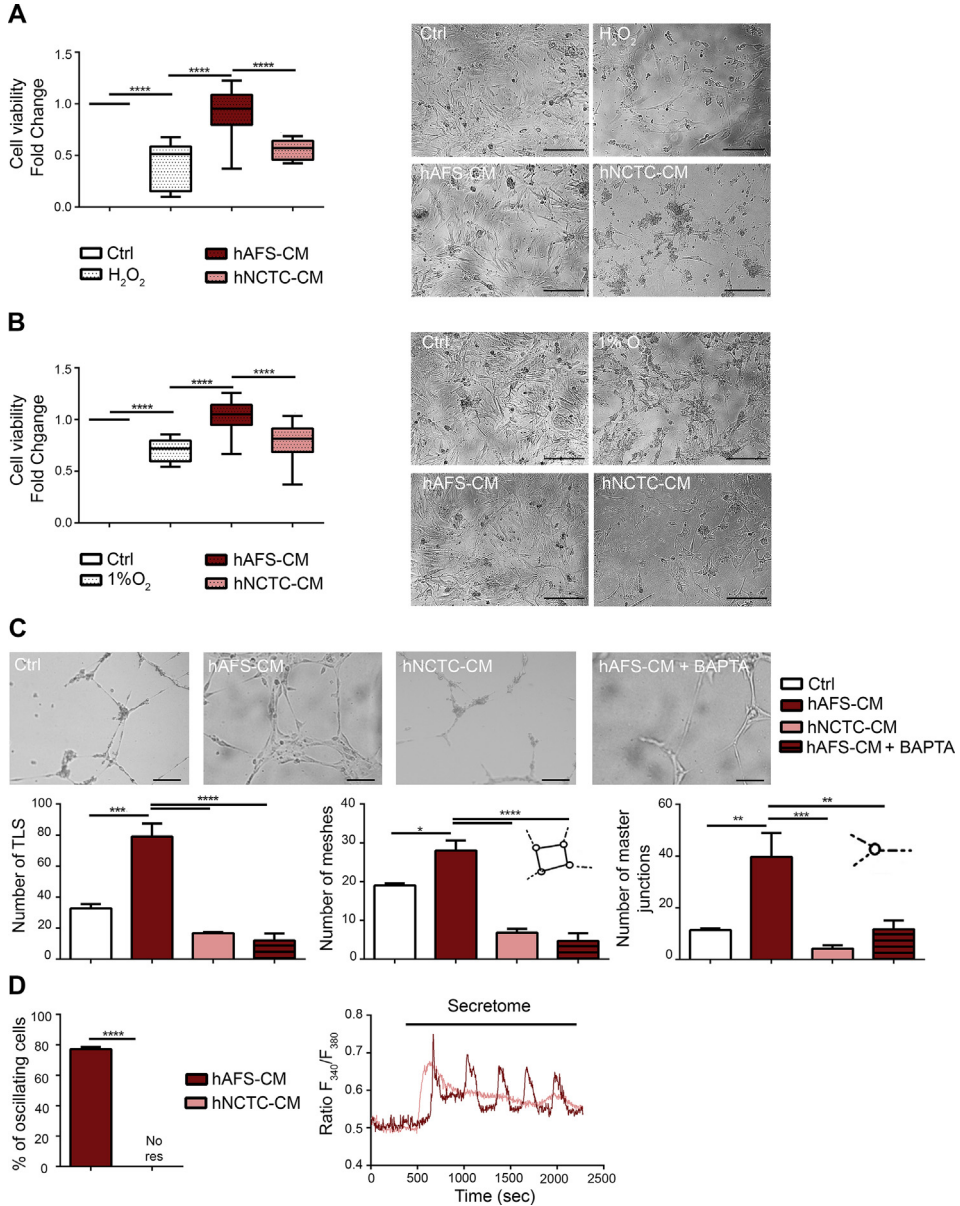 A
Cell viability
Fold Change
1.5
1.0
0.5
0.0
****
****
****
Ctrl
H2O2
hAFS-CM
hNCTC-CM
Ctrl
H2O2
hAFS-CM
hNCTC-CM
B
Cell viability
Fold Chgange
1.5
1.0
0.5
0.0
****
****
****
Ctrl
1%O2
hAFS-CM
hNCTC-CM
Ctrl
1% O2
hAFS-CM
hNCTC-CM
C
Ctrl
hAFS-CM
hNCTC-CM
hAFS-CM + BAPTA
Ctrl
hAFS-CM
hNCTC-CM
hAFS-CM + BAPTA
Number of TLS
100
80
60
40
20
0
***
****
Number of meshes
40
30
20
10
0
*
****
Number of master
junctions
60
40
20
0
**
***
**
D
% of oscillating cells
100
80
60
40
20
0
****
No
res
hAFS-CM
hNCTC-CM
Secretome
Ratio F340/F380
0.8
0.7
0.6
0.5
0.4
0
500
1000
1500
2000
2500
Time (sec)